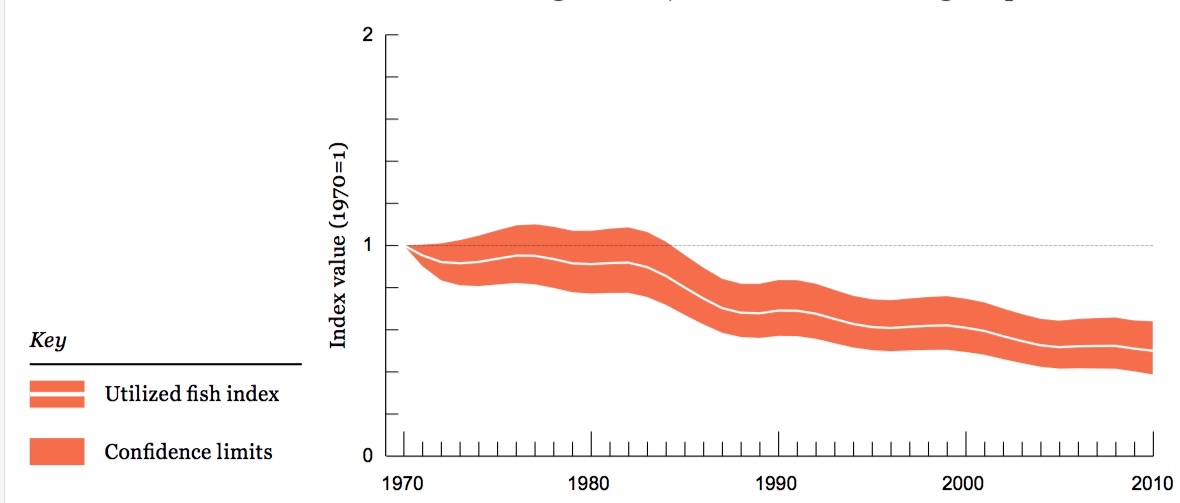 2
1
0
Index value (1970=1)
1970
1980
1990
2000
2010
Key
Utilized fish index
Confidence limits